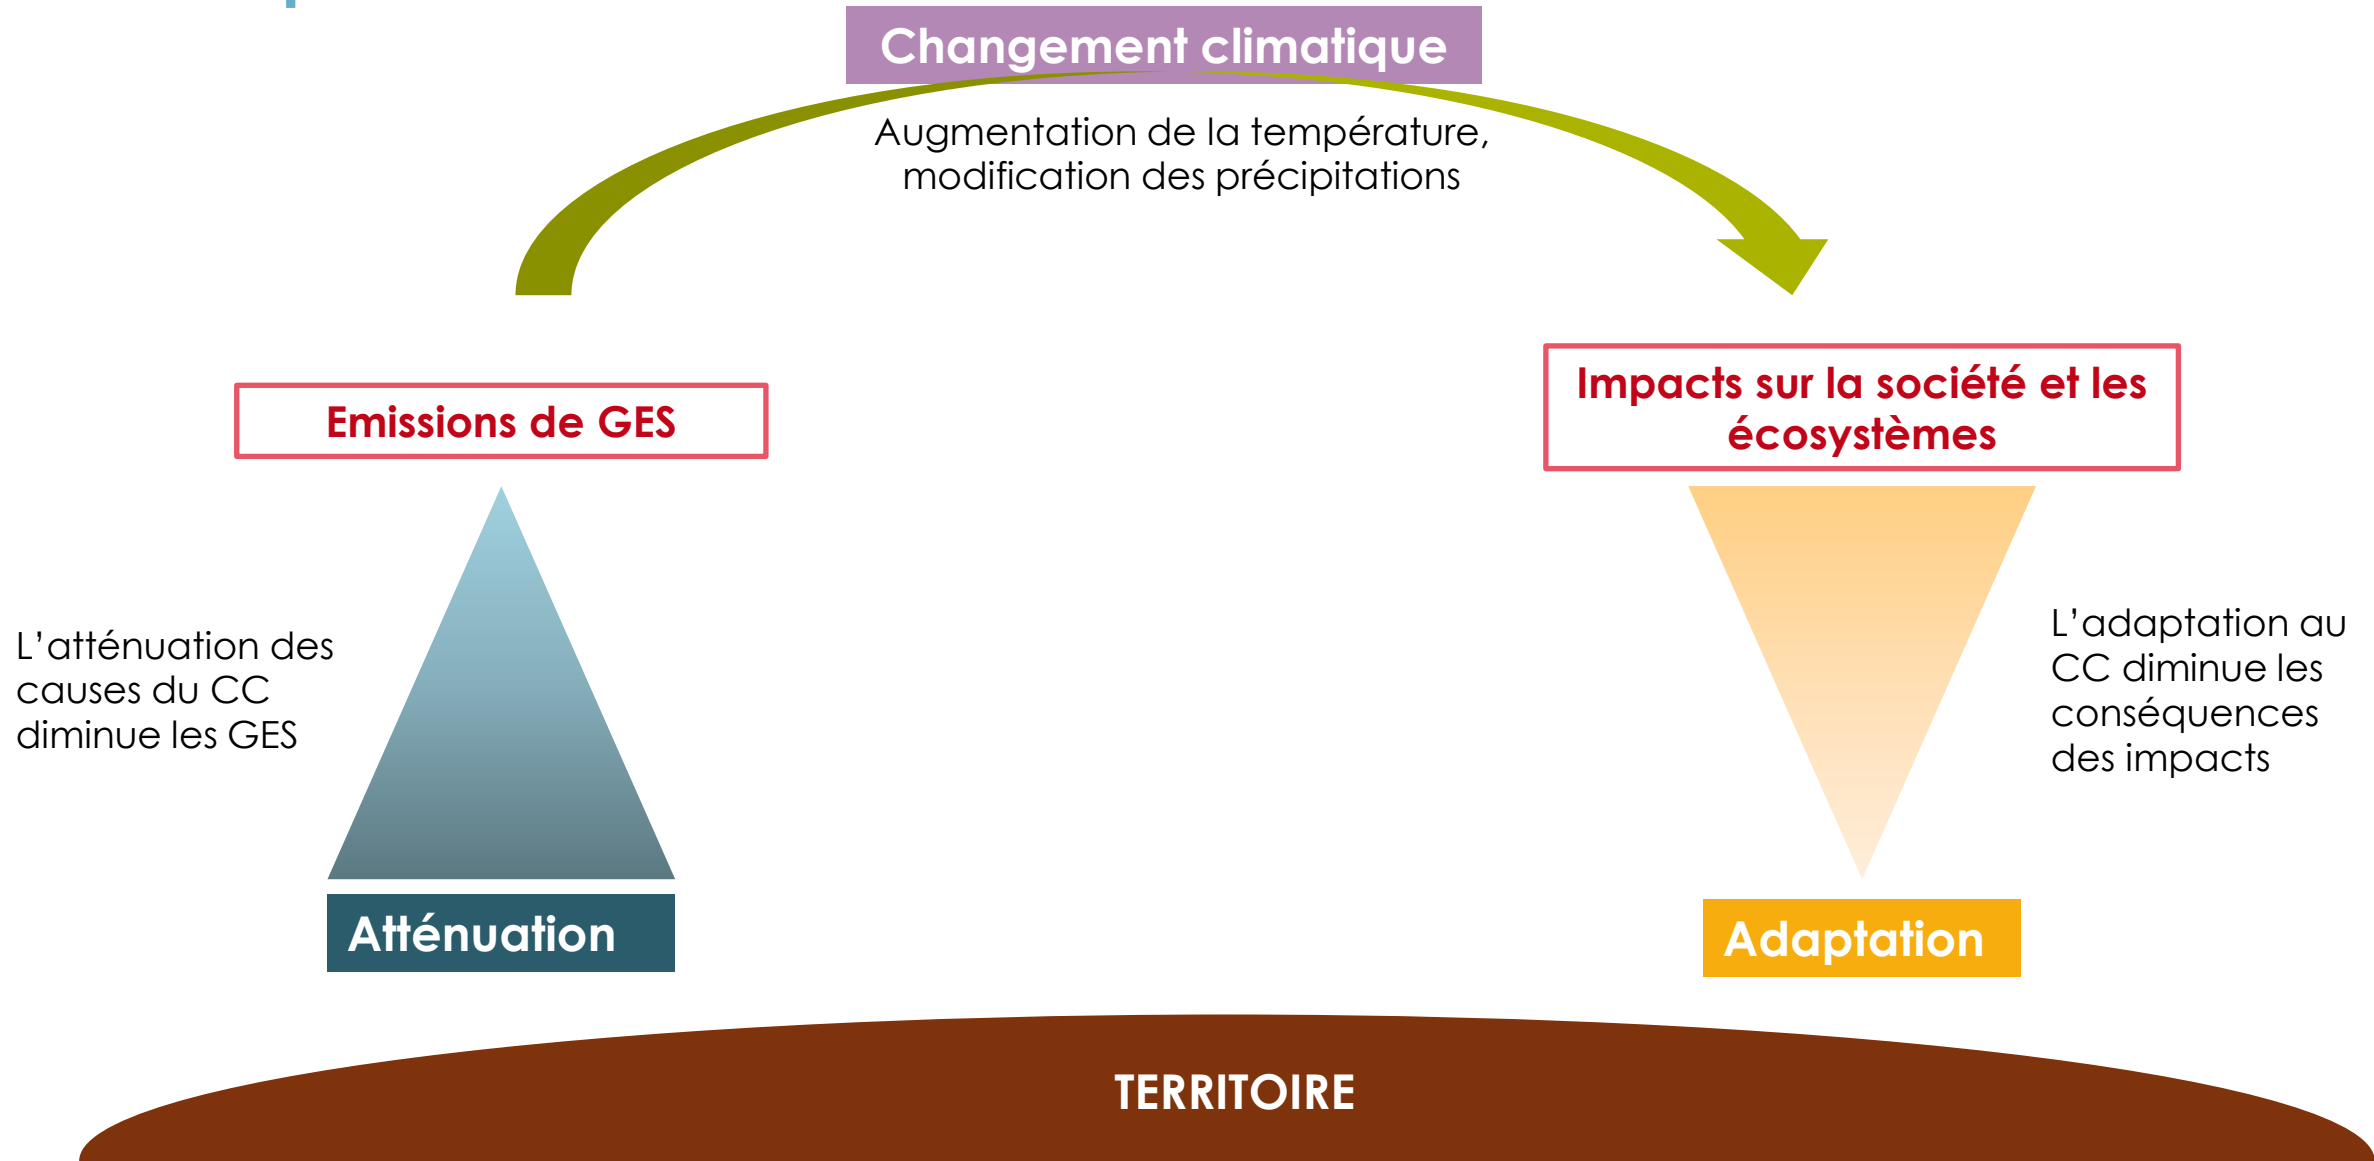 Changement climatique
Augmentation de la température,
modification des précipitations
Emissions de GES
Impacts sur la société et les
écosystèmes
L'atténuation des
causes du CC
diminue les GES
L'adaptation au
CC diminue les
conséquences
des impacts
Atténuation
Adaptation
TERRITOIRE